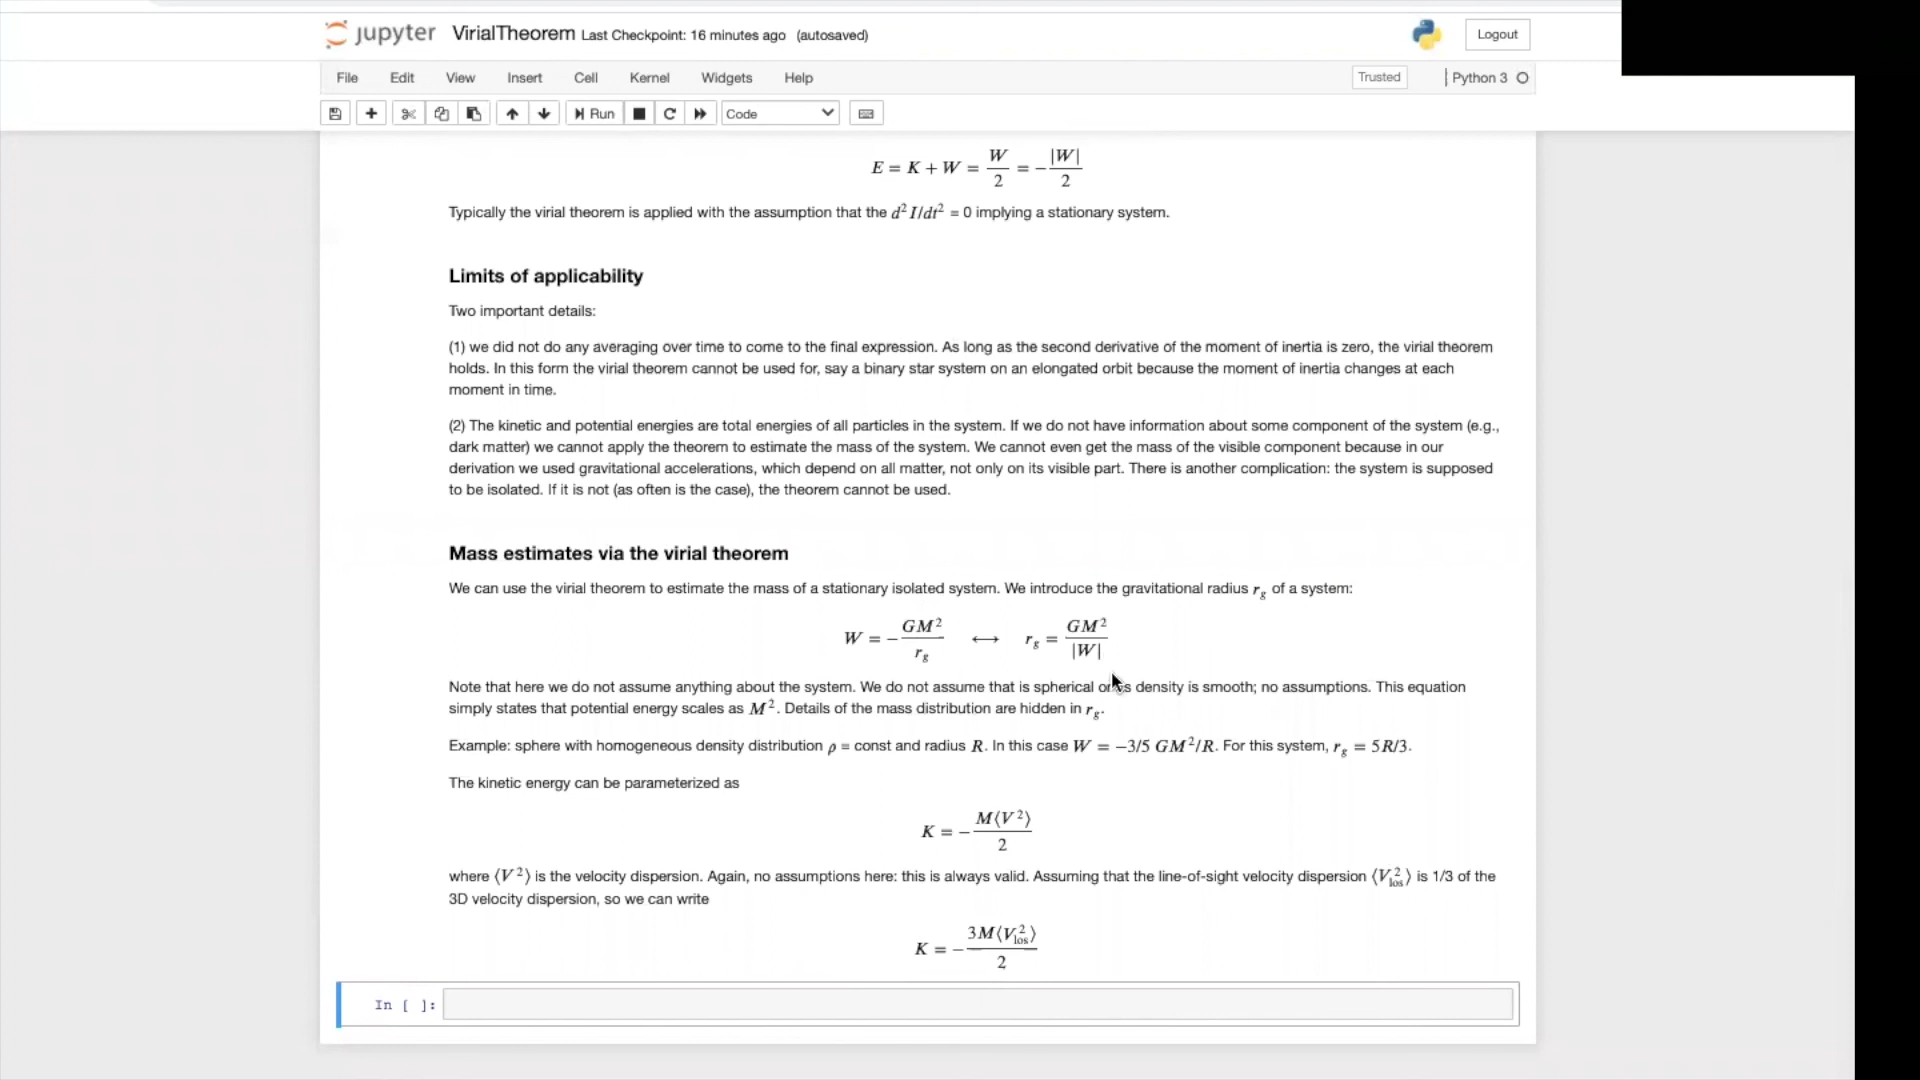 jupyter VirialTheorem Last Checkpoint: 16 minutes ago (autosaved) Logout
File Edit View Insert Cell Kernel Widgets Help Trusted Python 3
Run Code
E = K + W = W/2 = −|W|/2
Typically the virial theorem is applied with the assumption that the d²I/dt² = 0 implying a stationary system.
Limits of applicability
Two important details:
(1) we did not do any averaging over time to come to the final expression. As long as the second derivative of the moment of inertia is zero, the virial theorem
holds. In this form the virial theorem cannot be used for, say a binary star system on an elongated orbit because the moment of inertia changes at each
moment in time.
(2) The kinetic and potential energies are total energies of all particles in the system. If we do not have information about some component of the system (e.g.,
dark matter) we cannot apply the theorem to estimate the mass of the system. We cannot even get the mass of the visible component because in our
derivation we used gravitational accelerations, which depend on all matter, not only on its visible part. There is another complication: the system is supposed
to be isolated. If it is not (as often is the case), the theorem cannot be used.
Mass estimates via the virial theorem
We can use the virial theorem to estimate the mass of a stationary isolated system. We introduce the gravitational radius r_g of a system:
W = −GM²/r_g ⟷ r_g = GM²/|W|
Note that here we do not assume anything about the system. We do not assume that is spherical density is smooth; no assumptions. This equation
simply states that potential energy scales as M². Details of the mass distribution are hidden in r_g.
Example: sphere with homogeneous density distribution ρ = const and radius R. In this case W = −3/5 GM²/R. For this system, r_g = 5R/3.
The kinetic energy can be parameterized as
K = −M⟨V²⟩/2
where ⟨V²⟩ is the velocity dispersion. Again, no assumptions here: this is always valid. Assuming that the line-of-sight velocity dispersion ⟨V²_los⟩ is 1/3 of the
3D velocity dispersion, so we can write
K = −3M⟨V²_los⟩/2
In [ ]: